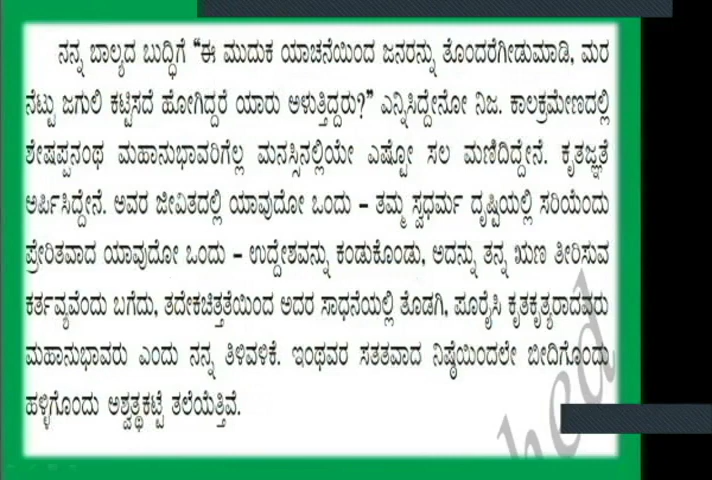 ನನ್ನ ಬಾಲ್ಯದ ಬುದ್ಧಿಗೆ “ಈ ಮುದುಕ ಯಾಚನೆಯಿಂದ ಜನರನ್ನು ತೊಂದರೆಗೀಡುಮಾಡಿ, ಮರ
ನೆಟ್ಟು ಜಗುಲಿ ಕಟ್ಟಿಸದೆ ಹೋಗಿದ್ದರೆ ಯಾರು ಅಳುತ್ತಿದ್ದರು?” ಎನ್ನಿಸಿದ್ದೇನೋ ನಿಜ. ಕಾಲಕ್ರಮೇಣದಲ್ಲಿ
ಶೇಷಪ್ಪನಂಥ ಮಹಾನುಭಾವರಿಗೆಲ್ಲ ಮನಸ್ಸಿನಲ್ಲಿಯೇ ಎಷ್ಟೋ ಸಲ ಮಣಿದಿದ್ದೇನೆ. ಕೃತಜ್ಞತೆ
ಅರ್ಪಿಸಿದ್ದೇನೆ. ಅವರ ಜೀವಿತದಲ್ಲಿ ಯಾವುದೋ ಒಂದು – ತಮ್ಮ ಸ್ವಧರ್ಮ ದೃಷ್ಟಿಯಲ್ಲಿ ಸರಿಯೆಂದು
ಪ್ರೇರಿತವಾದ ಯಾವುದೋ ಒಂದು – ಉದ್ದೇಶವನ್ನು ಕಂಡುಕೊಂಡು, ಅದನ್ನು ತನ್ನ ಋಣ ತೀರಿಸುವ
ಕರ್ತವ್ಯವೆಂದು ಬಗೆದು, ತದೇಕಚಿತ್ತತೆಯಿಂದ ಅದರ ಸಾಧನೆಯಲ್ಲಿ ತೊಡಗಿ, ಪೂರೈಸಿ ಕೃತಕೃತ್ಯರಾದವರು
ಮಹಾನುಭಾವರು ಎಂದು ನನ್ನ ತಿಳಿವಳಿಕೆ. ಇಂಥವರ ಸತತವಾದ ನಿಷ್ಠೆಯಿಂದಲೇ ಬೀದಿಗೊಂದು
ಹಳ್ಳಿಗೊಂದು ಅಶ್ವತ್ಥಕಟ್ಟೆ ತಲೆಯೆತ್ತಿವೆ.